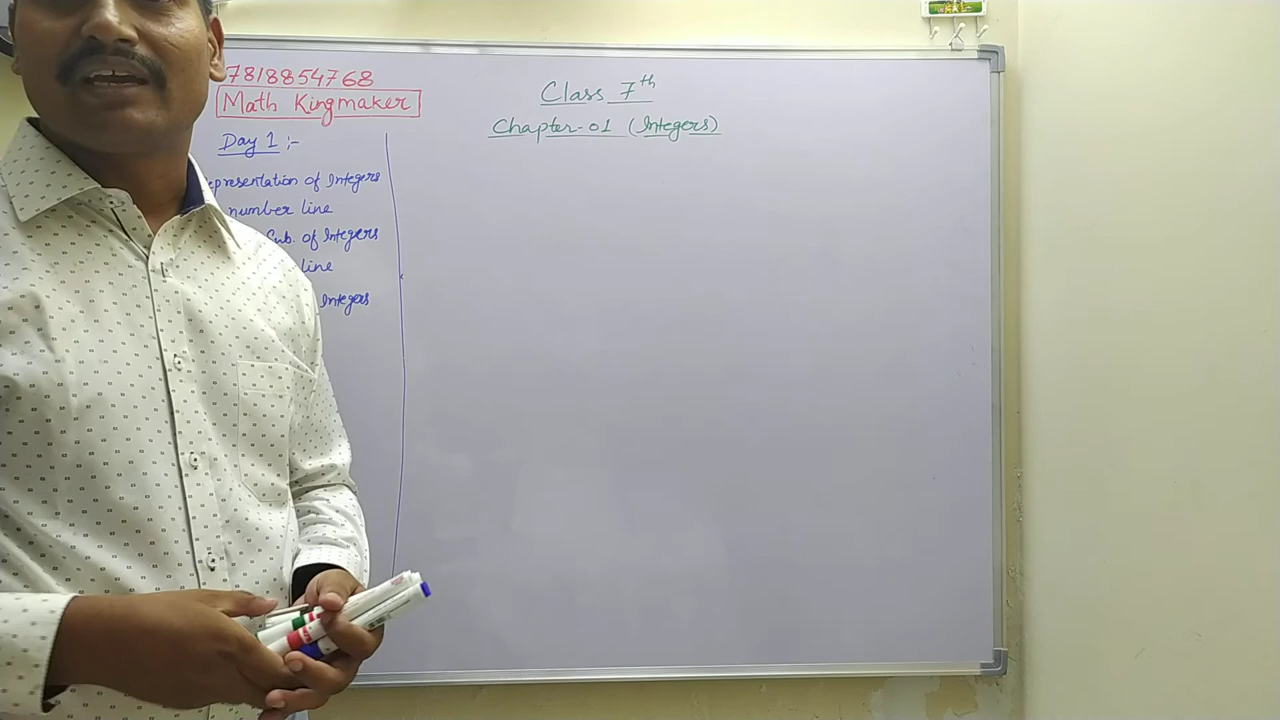 7818854768
Math Kingmaker
Day 1 :-
epresentation of Integers
number line
Sub. of Integers
line
Integers
Class 7th
Chapter-01 (Integers)